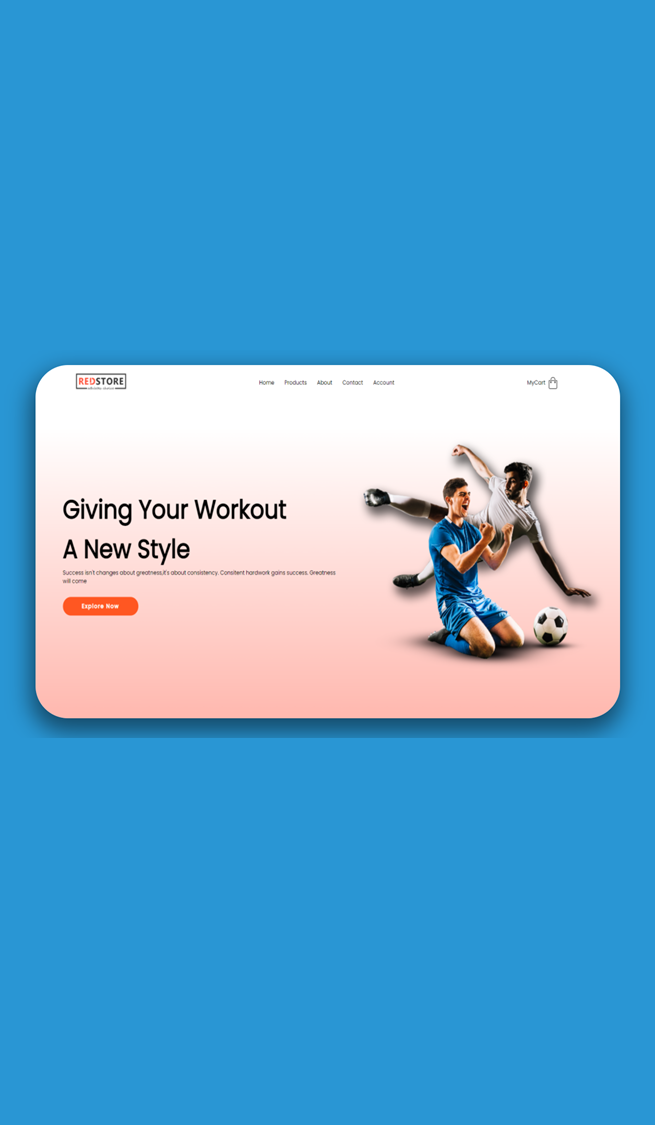 REDSTORE
Home Products About Contact Account
MyCart
Giving Your Workout
A New Style
Success isn't changes about greatness,it's about consistency. Consitent hardwork gains success. Greatness
will come
Explore Now